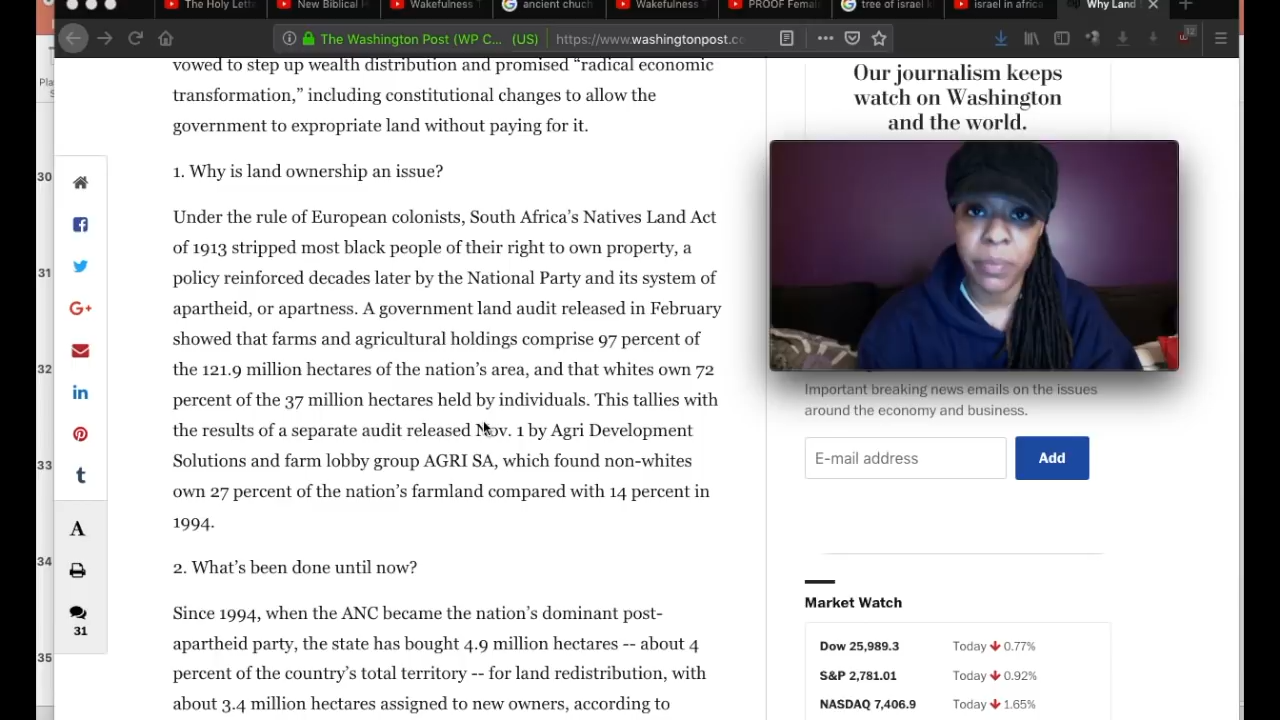 The Holy Lette
New Biblical H
Wakefulness T
ancient chuch
Wakefulness T
PROOF Femal
tree of israel k
israel in africa
Why Land
The Washington Post (WP C... (US)
https://www.washingtonpost.co
12
Pla
vowed to step up wealth distribution and promised “radical economic
transformation,” including constitutional changes to allow the
government to expropriate land without paying for it.
1. Why is land ownership an issue?
Under the rule of European colonists, South Africa’s Natives Land Act
of 1913 stripped most black people of their right to own property, a
policy reinforced decades later by the National Party and its system of
apartheid, or apartness. A government land audit released in February
showed that farms and agricultural holdings comprise 97 percent of
the 121.9 million hectares of the nation’s area, and that whites own 72
percent of the 37 million hectares held by individuals. This tallies with
the results of a separate audit released Nov. 1 by Agri Development
Solutions and farm lobby group AGRI SA, which found non-whites
own 27 percent of the nation’s farmland compared with 14 percent in
1994.
2. What’s been done until now?
Since 1994, when the ANC became the nation’s dominant post-
apartheid party, the state has bought 4.9 million hectares -- about 4
percent of the country’s total territory -- for land redistribution, with
about 3.4 million hectares assigned to new owners, according to
30
31
32
33
34
35
G+
in
t
A
31
Our journalism keeps
watch on Washington
and the world.
Important breaking news emails on the issues
around the economy and business.
E-mail address
Add
Market Watch
Dow 25,989.3 Today 0.77%
S&P 2,781.01 Today 0.92%
NASDAQ 7,406.9 Today 1.65%